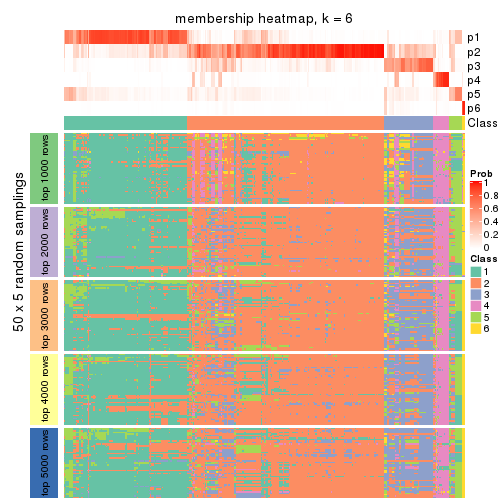 membership heatmap, k = 6
p1
p2
p3
p4
p5
p6
Class
50 x 5 random samplings
top 1000 rows
top 2000 rows
top 3000 rows
top 4000 rows
top 5000 rows
Prob
1
0.8
0.6
0.4
0.2
0
Class
1
2
3
4
5
6